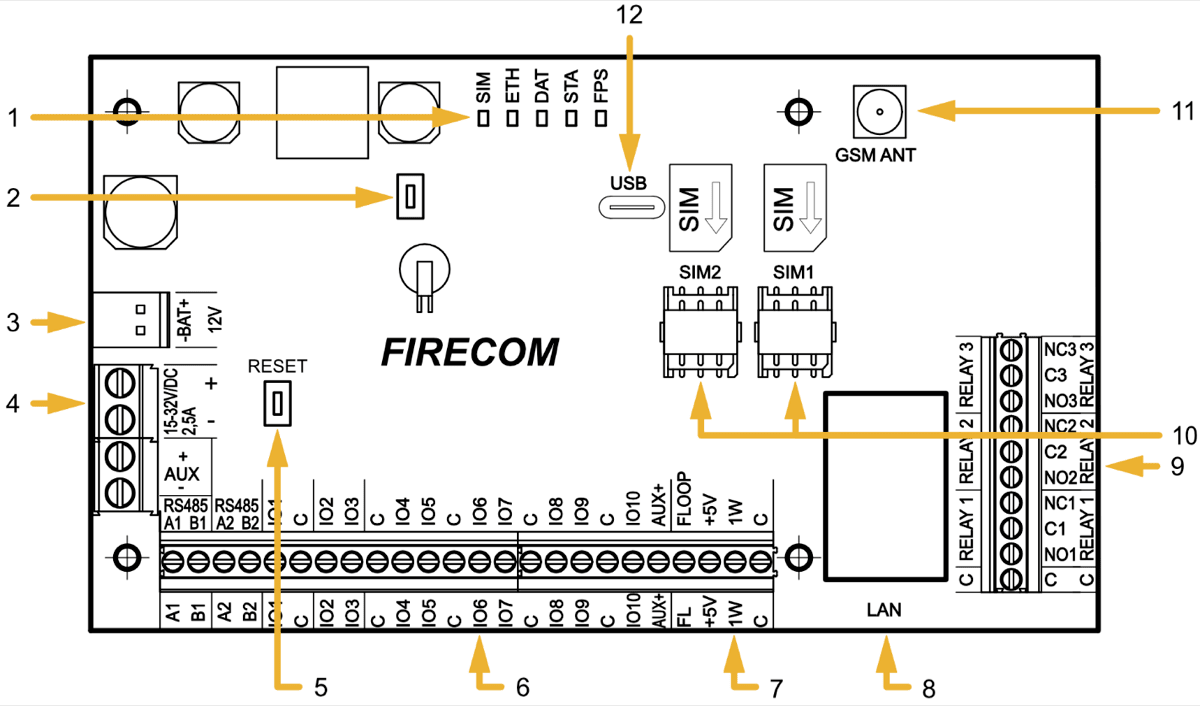 12
SIM ETH DAT STA FPS
1
11
GSM ANT
2
USB
SIM SIM
SIM2 SIM1
3
-BAT+
12V
FIRECOM
RESET
4
15-32V/DC
2,5A
+
-
+
AUX
-
RELAY 3 NC3 RELAY 3
C3
NO3
RELAY 2 NC2 RELAY 2
C2
NO2
RELAY 1 NC1 RELAY 1
C1
NO1
C C C
10
9
RS485 RS485
A1 B1 A2 B2 IO1 C IO2 IO3 C IO4 IO5 C IO6 IO7 C IO8 IO9 C IO10 AUX+ FLOOP +5V 1W C
A1 B1 A2 B2 IO1 C IO2 IO3 C IO4 IO5 C IO6 IO7 C IO8 IO9 C IO10 AUX+ FL +5V 1W C
LAN
5 6 7 8